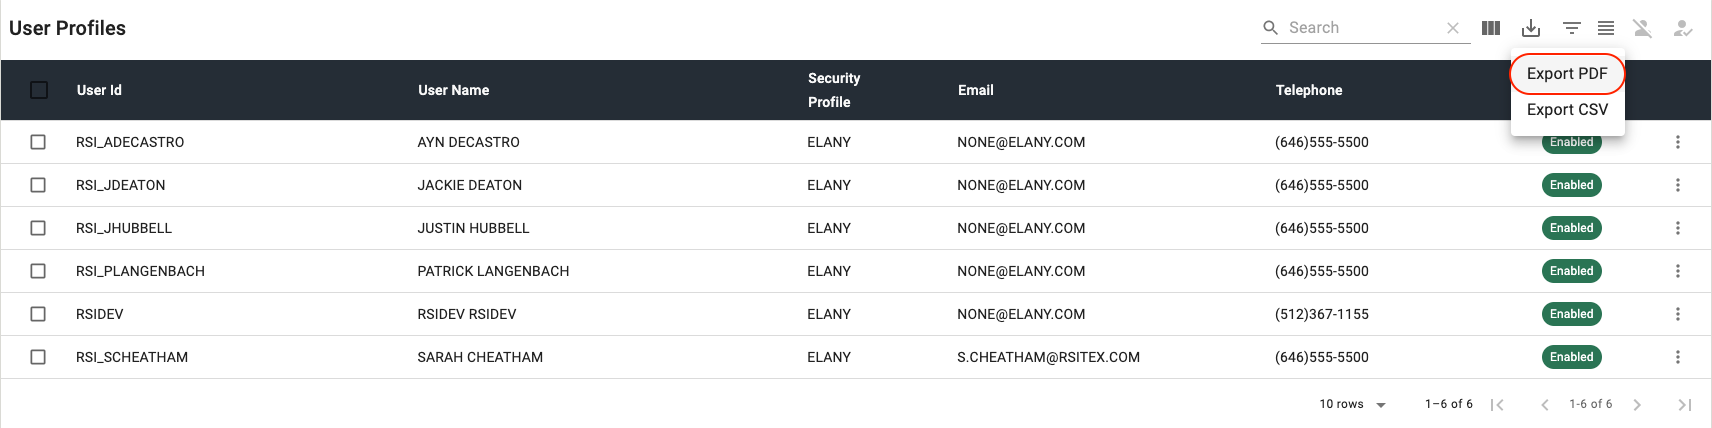 User Profiles
Search
Export PDF
Export CSV
User Id User Name Security Profile Email Telephone
RSI_ADECASTRO AYN DECASTRO ELANY NONE@ELANY.COM (646)555-5500 Enabled
RSI_JDEATON JACKIE DEATON ELANY NONE@ELANY.COM (646)555-5500 Enabled
RSI_JHUBBELL JUSTIN HUBBELL ELANY NONE@ELANY.COM (646)555-5500 Enabled
RSI_PLANGENBACH PATRICK LANGENBACH ELANY NONE@ELANY.COM (646)555-5500 Enabled
RSIDEV RSIDEV RSIDEV ELANY NONE@ELANY.COM (512)367-1155 Enabled
RSI_SCHEATHAM SARAH CHEATHAM ELANY S.CHEATHAM@RSITEX.COM (646)555-5500 Enabled
10 rows 1–6 of 6 1-6 of 6